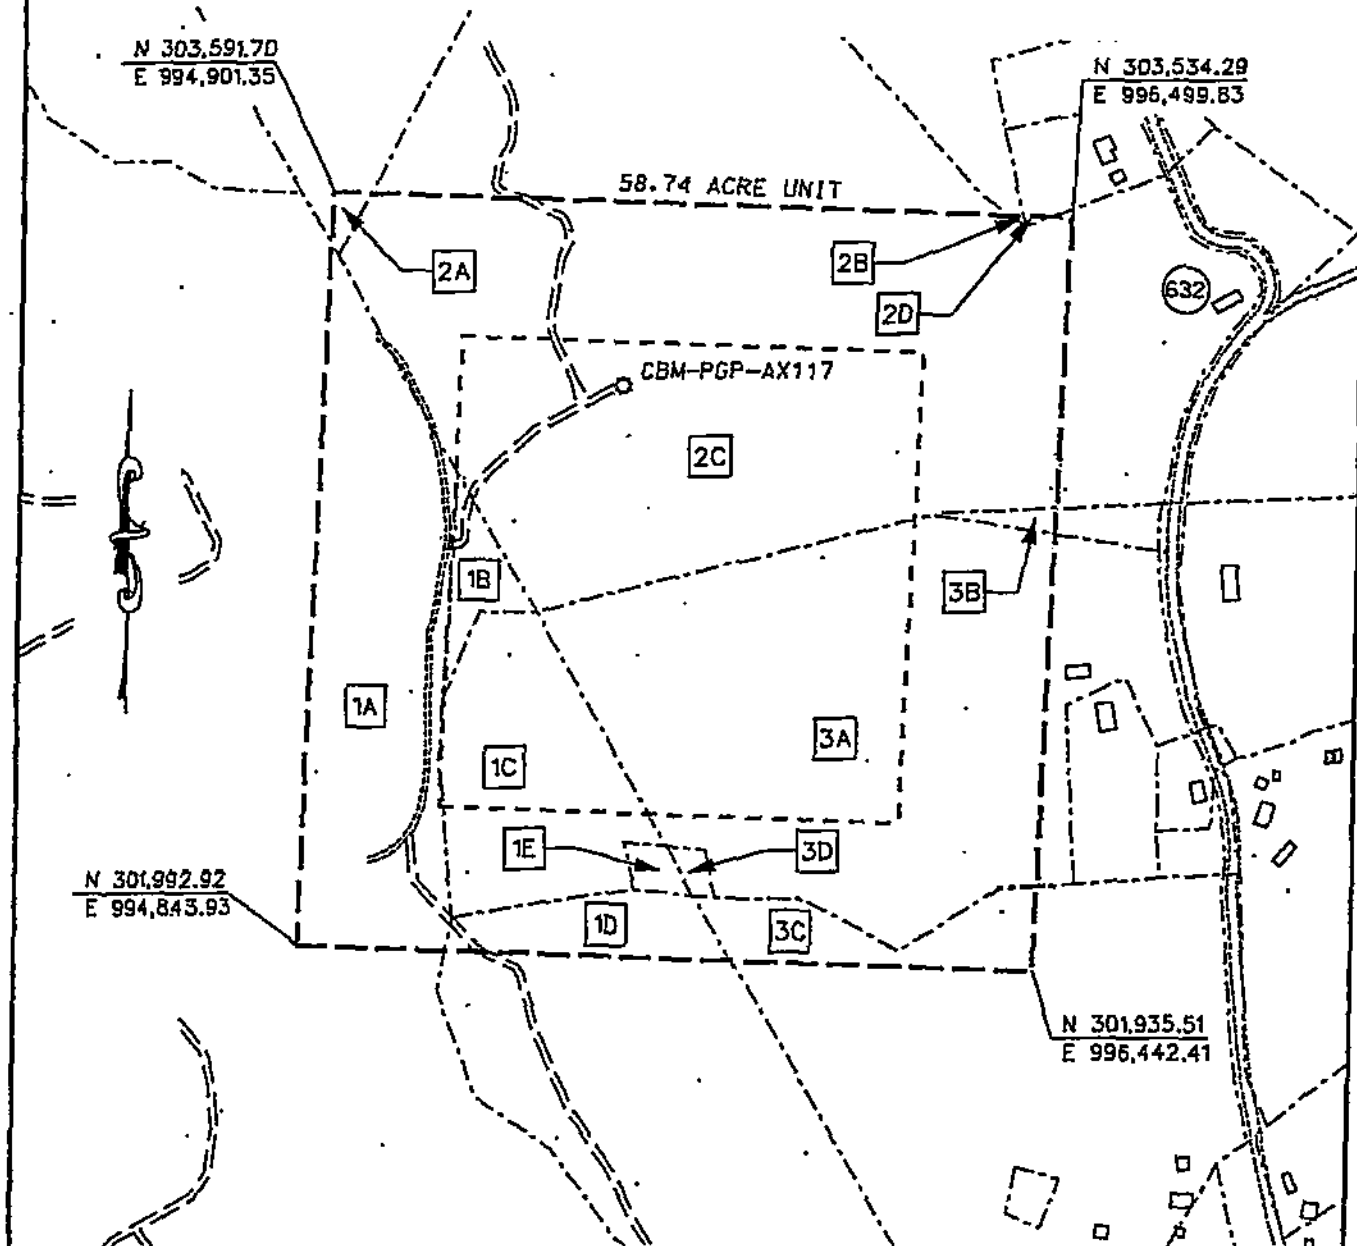 N 303,591.70
E 994,901.35
N 303,534.29
E 996,499.83
58.74 ACRE UNIT
2A
2B
2D
632
CBM-PGP-AX117
2C
1B
3B
1A
3A
1C
1E
3D
N 301,992.92
E 994,843.93
1D
3C
N 301,935.51
E 996,442.41